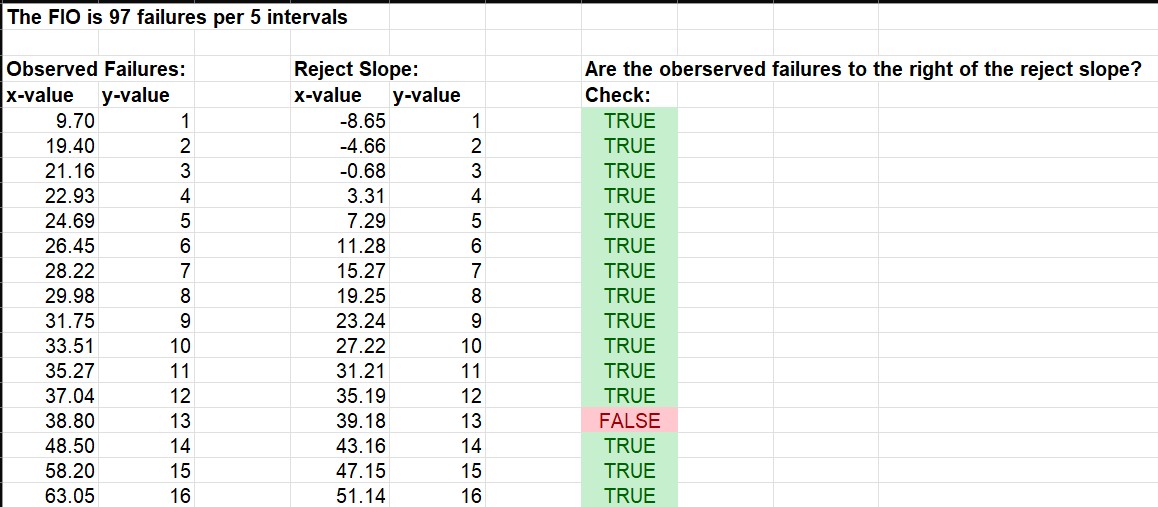 The FIO is 97 failures per 5 intervals
Observed Failures: Reject Slope: Are the oberserved failures to the right of the reject slope?
x-value y-value x-value y-value Check:
9.70 1 -8.65 1 TRUE
19.40 2 -4.66 2 TRUE
21.16 3 -0.68 3 TRUE
22.93 4 3.31 4 TRUE
24.69 5 7.29 5 TRUE
26.45 6 11.28 6 TRUE
28.22 7 15.27 7 TRUE
29.98 8 19.25 8 TRUE
31.75 9 23.24 9 TRUE
33.51 10 27.22 10 TRUE
35.27 11 31.21 11 TRUE
37.04 12 35.19 12 TRUE
38.80 13 39.18 13 FALSE
48.50 14 43.16 14 TRUE
58.20 15 47.15 15 TRUE
63.05 16 51.14 16 TRUE